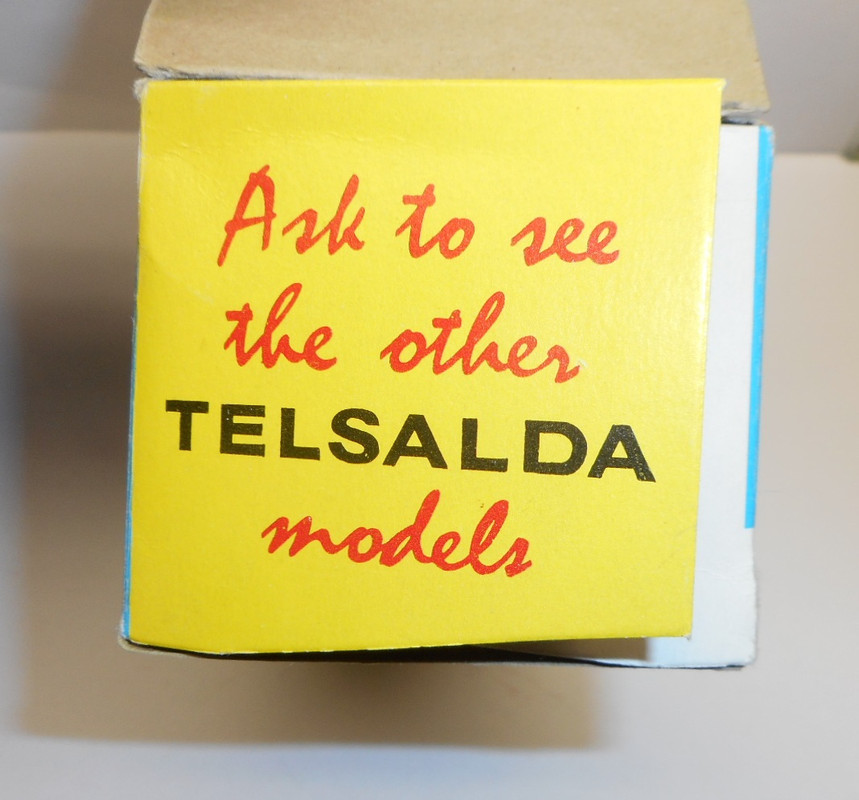 Ask to see
the other
TELSALDA
models